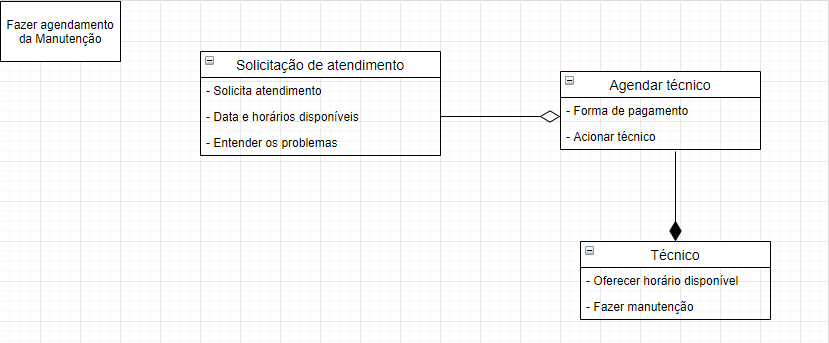 Fazer agendamento
da Manutenção
Solicitação de atendimento
- Solicita atendimento
- Data e horários disponíveis
- Entender os problemas
Agendar técnico
- Forma de pagamento
- Acionar técnico
Técnico
- Oferecer horário disponível
- Fazer manutenção